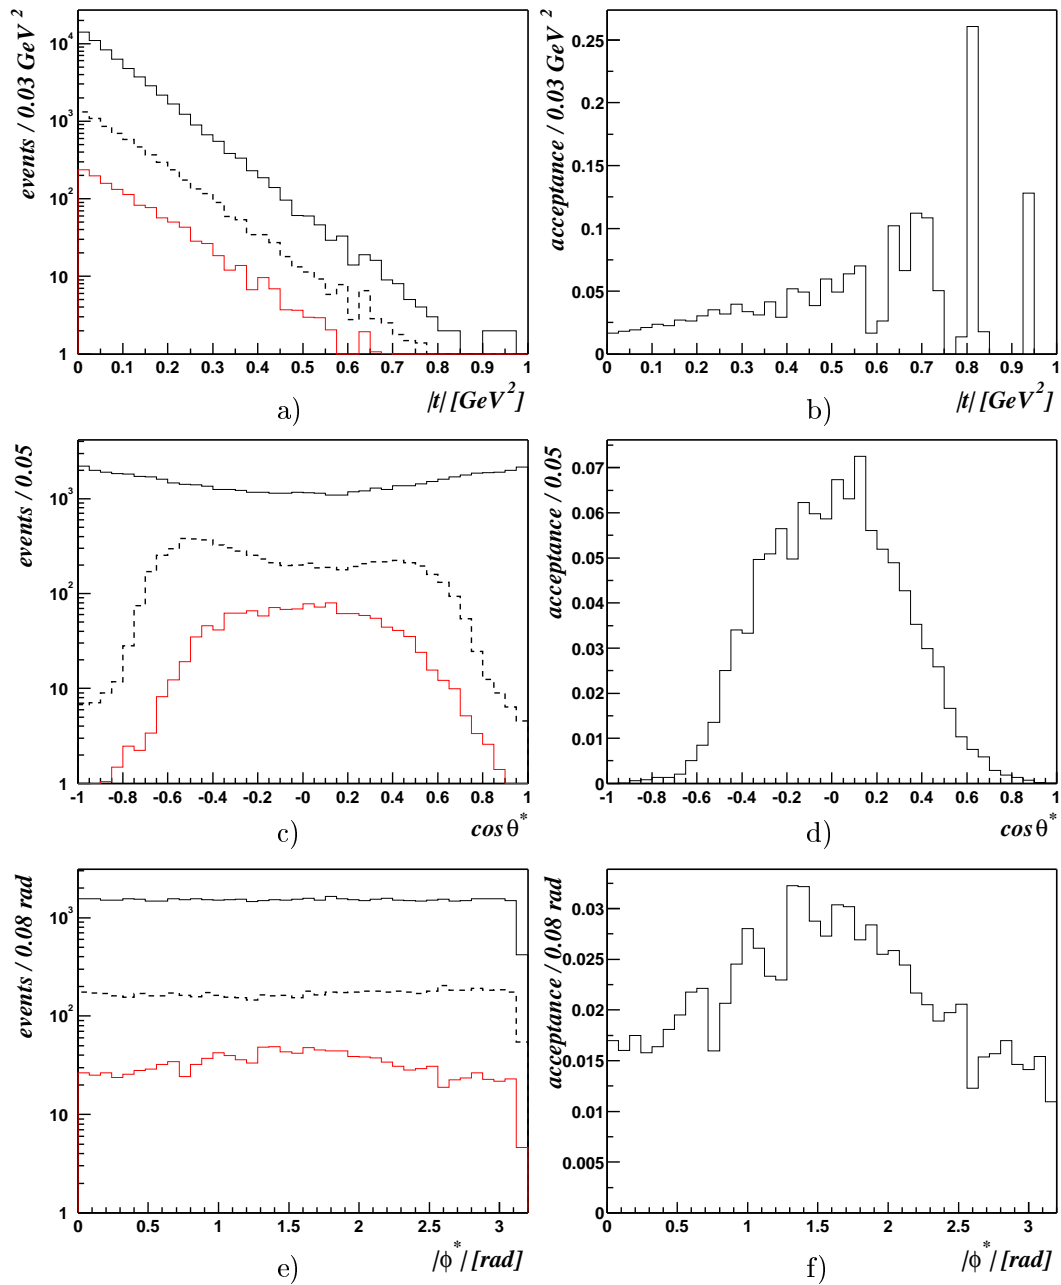 events / 0.03 GeV 2
10 4
10 3
10 2
10
1
0 0.1 0.2 0.3 0.4 0.5 0.6 0.7 0.8 0.9 1
|t| [GeV 2]
a)
acceptance / 0.03 GeV 2
0.25
0.2
0.15
0.1
0.05
0
0 0.1 0.2 0.3 0.4 0.5 0.6 0.7 0.8 0.9 1
|t| [GeV 2]
b)
events / 0.05
10 3
10 2
10
1
-1 -0.8 -0.6 -0.4 -0.2 -0 0.2 0.4 0.6 0.8 1
cos θ*
c)
acceptance / 0.05
0.07
0.06
0.05
0.04
0.03
0.02
0.01
0
-1 -0.8 -0.6 -0.4 -0.2 -0 0.2 0.4 0.6 0.8 1
cos θ*
d)
events / 0.08 rad
10 3
10 2
10
1
0 0.5 1 1.5 2 2.5 3
|ϕ*| [rad]
e)
acceptance / 0.08 rad
0.03
0.025
0.02
0.015
0.01
0.005
0
0 0.5 1 1.5 2 2.5 3
|ϕ*| [rad]
f)